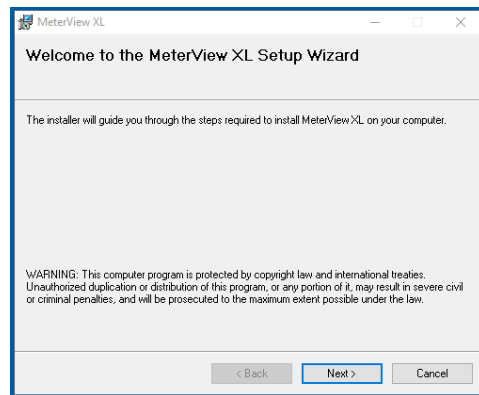 MeterView XL
Welcome to the MeterView XL Setup Wizard
The installer will guide you through the steps required to install MeterView XL on your computer.
WARNING: This computer program is protected by copyright law and international treaties.
Unauthorized duplication or distribution of this program, or any portion of it, may result in severe civil
or criminal penalties, and will be prosecuted to the maximum extent possible under the law.
< Back Next > Cancel